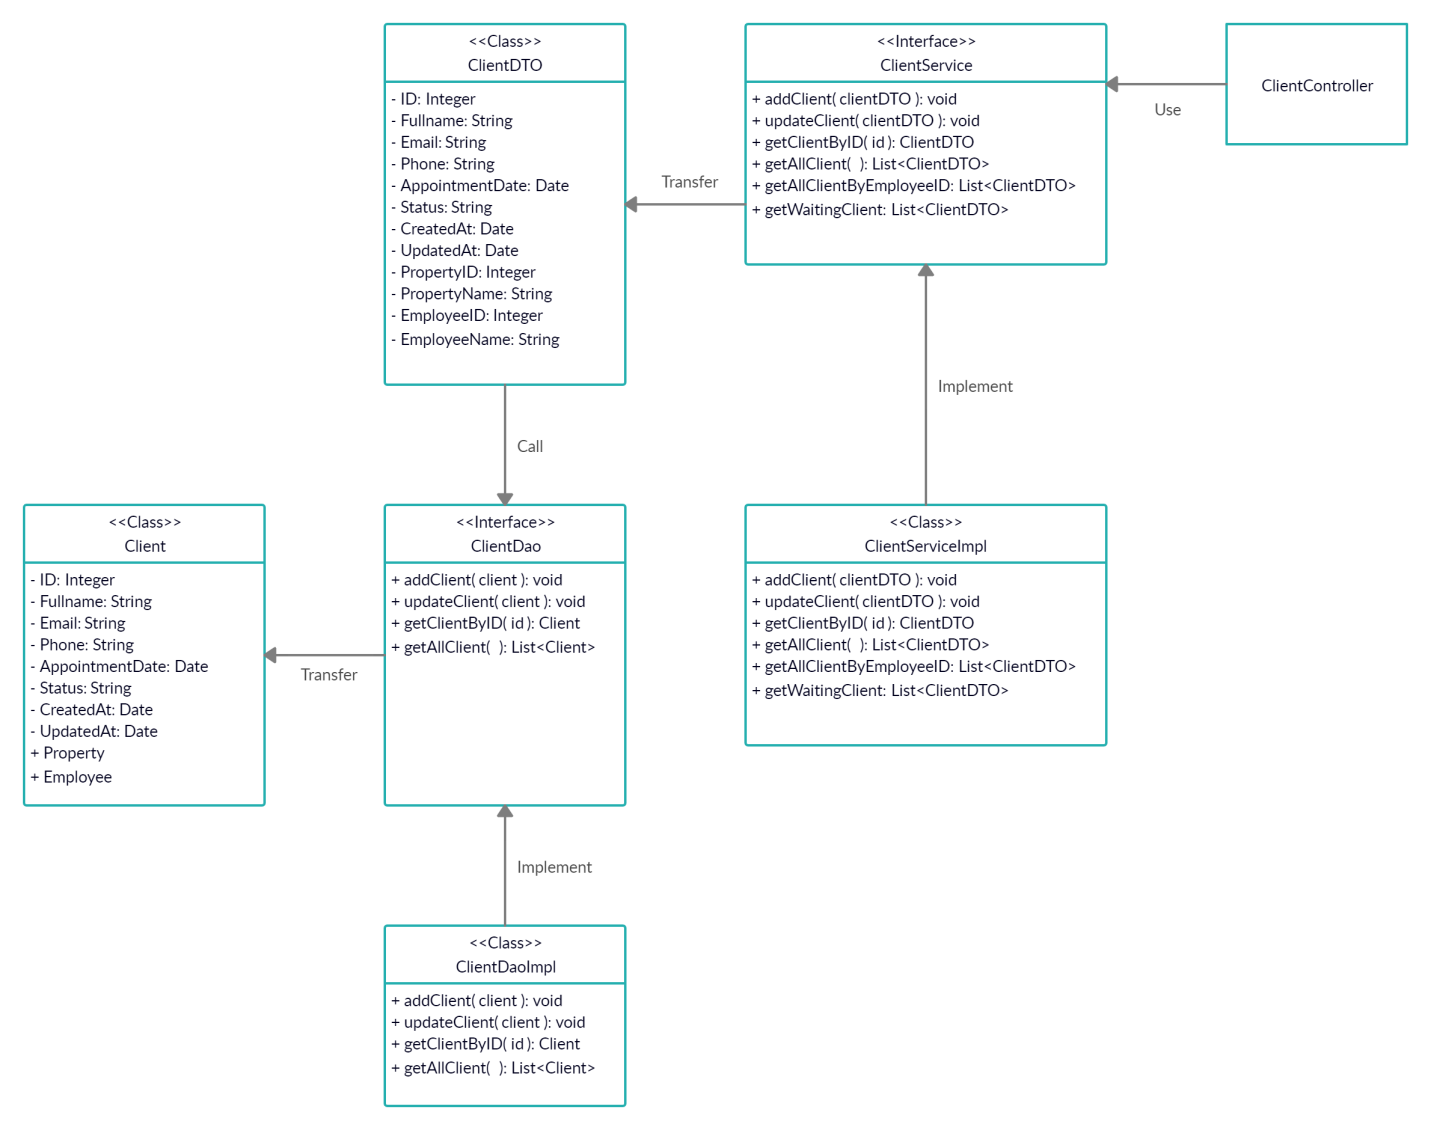 <<Class>>
ClientDTO
- ID: Integer
- Fullname: String
- Email: String
- Phone: String
- AppointmentDate: Date
- Status: String
- CreatedAt: Date
- UpdatedAt: Date
- PropertyID: Integer
- PropertyName: String
- EmployeeID: Integer
- EmployeeName: String
<<Interface>>
ClientService
+ addClient( clientDTO ): void
+ updateClient( clientDTO ): void
+ getClientByID( id ): ClientDTO
+ getAllClient(  ): List<ClientDTO>
+ getAllClientByEmployeeID: List<ClientDTO>
+ getWaitingClient: List<ClientDTO>
ClientController
Use
Transfer
Implement
Call
<<Class>>
Client
- ID: Integer
- Fullname: String
- Email: String
- Phone: String
- AppointmentDate: Date
- Status: String
- CreatedAt: Date
- UpdatedAt: Date
+ Property
+ Employee
Transfer
<<Interface>>
ClientDao
+ addClient( client ): void
+ updateClient( client ): void
+ getClientByID( id ): Client
+ getAllClient(  ): List<Client>
<<Class>>
ClientServiceImpl
+ addClient( clientDTO ): void
+ updateClient( clientDTO ): void
+ getClientByID( id ): ClientDTO
+ getAllClient(  ): List<ClientDTO>
+ getAllClientByEmployeeID: List<ClientDTO>
+ getWaitingClient: List<ClientDTO>
Implement
<<Class>>
ClientDaoImpl
+ addClient( client ): void
+ updateClient( client ): void
+ getClientByID( id ): Client
+ getAllClient(  ): List<Client>